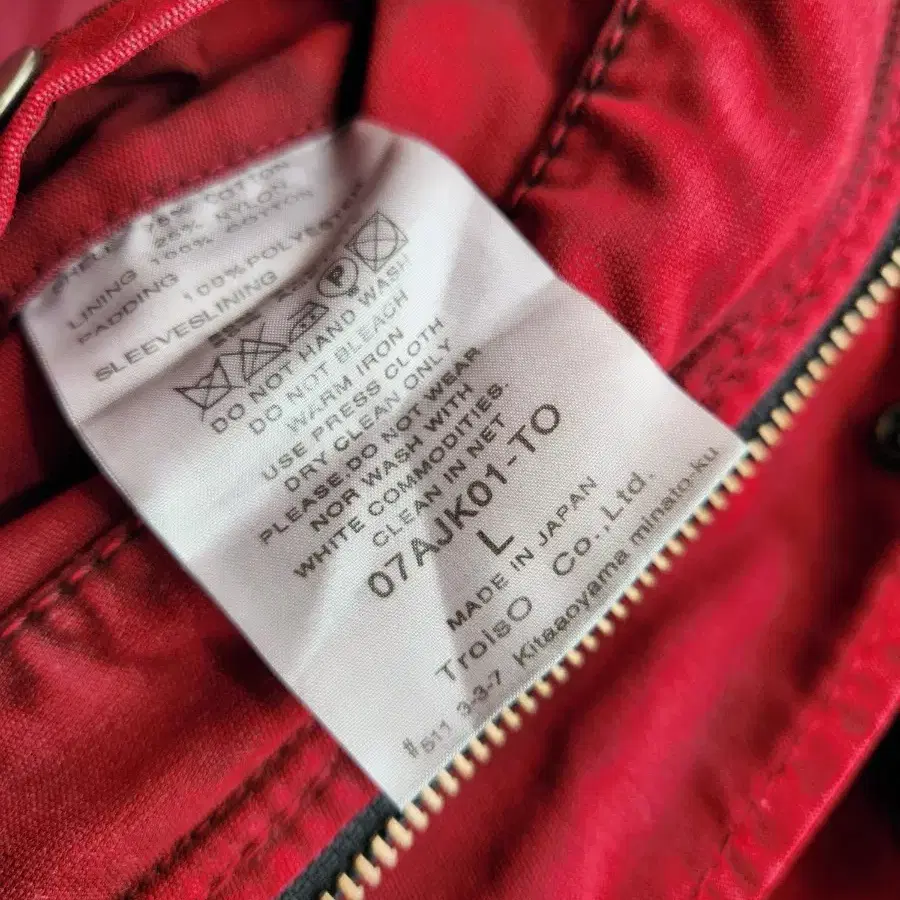 SHELL 75% COTTON
25% NYLON
LINING 100% COTTON
PADDING
100% POLYESTER
SLEEVESLINING
DO NOT HAND WASH
DO NOT BLEACH
WARM IRON
USE PRESS CLOTH
DRY CLEAN ONLY
PLEASE DO NOT WEAR
NOR WASH WITH
WHITE COMMODITIES.
CLEAN IN NET
07AJK01-TO
L
MADE IN JAPAN
TroisO Co.,Ltd.
#511 3-3-7 Kitaaoyama minato-ku